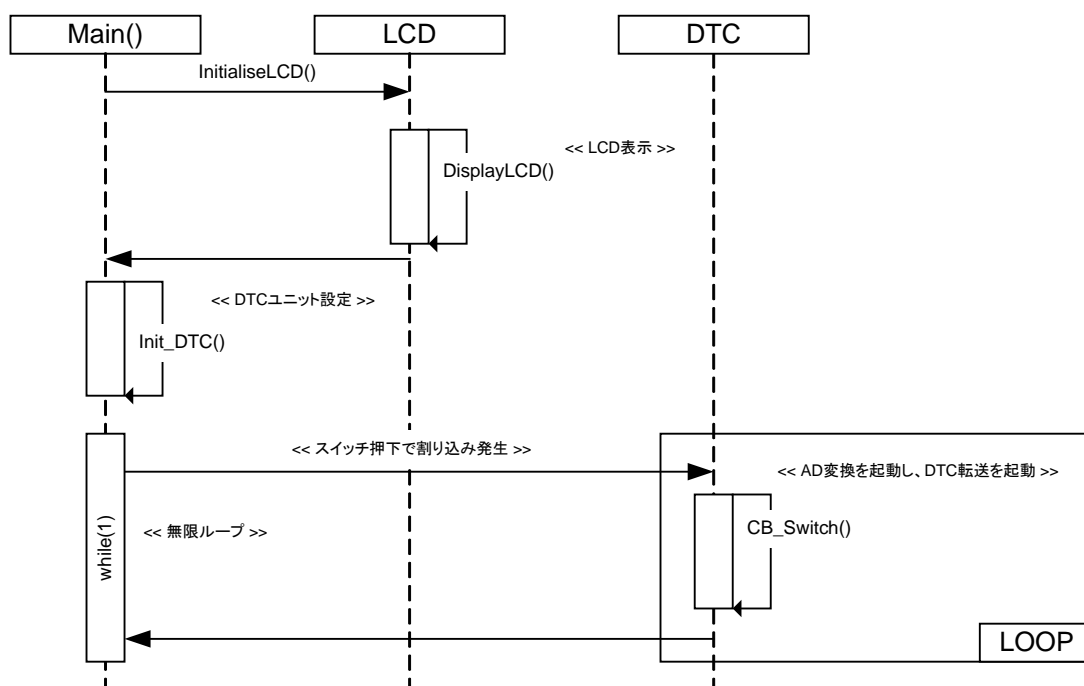 Main()
LCD
DTC
InitialiseLCD()
<< LCD表示 >>
DisplayLCD()
<< DTCユニット設定 >>
Init_DTC()
<< スイッチ押下で割り込み発生 >>
<< AD変換を起動し、DTC転送を起動 >>
while(1)
<< 無限ループ >>
CB_Switch()
LOOP